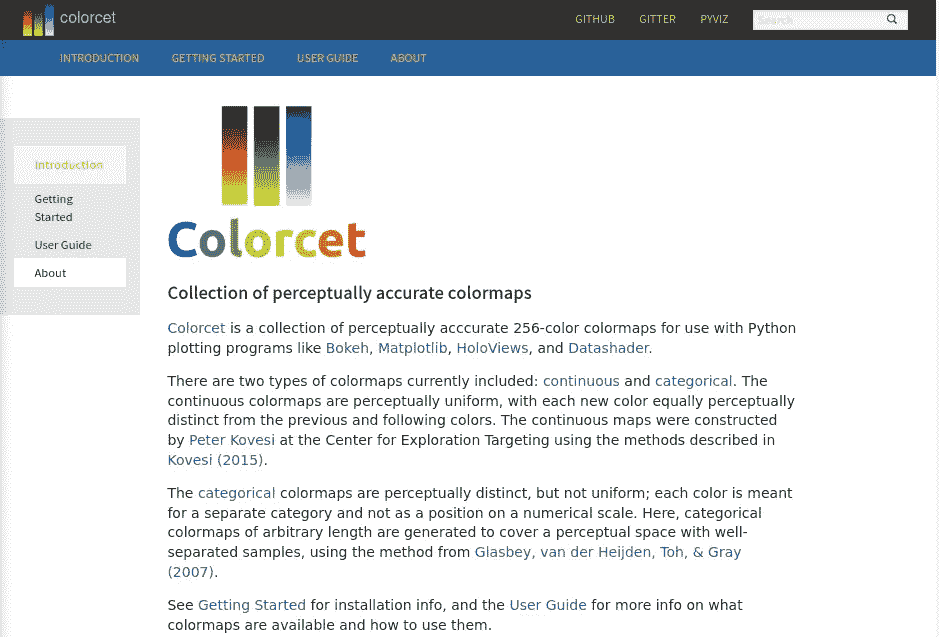 colorcet
GITHUB GITTER PYVIZ Search
INTRODUCTION GETTING STARTED USER GUIDE ABOUT
Introduction
Getting
Started
User Guide
About
Colorcet
Collection of perceptually accurate colormaps
Colorcet is a collection of perceptually acccurate 256-color colormaps for use with Python
plotting programs like Bokeh, Matplotlib, HoloViews, and Datashader.
There are two types of colormaps currently included: continuous and categorical. The
continuous colormaps are perceptually uniform, with each new color equally perceptually
distinct from the previous and following colors. The continuous maps were constructed
by Peter Kovesi at the Center for Exploration Targeting using the methods described in
Kovesi (2015).
The categorical colormaps are perceptually distinct, but not uniform; each color is meant
for a separate category and not as a position on a numerical scale. Here, categorical
colormaps of arbitrary length are generated to cover a perceptual space with well-
separated samples, using the method from Glasbey, van der Heijden, Toh, & Gray
(2007).
See Getting Started for installation info, and the User Guide for more info on what
colormaps are available and how to use them.